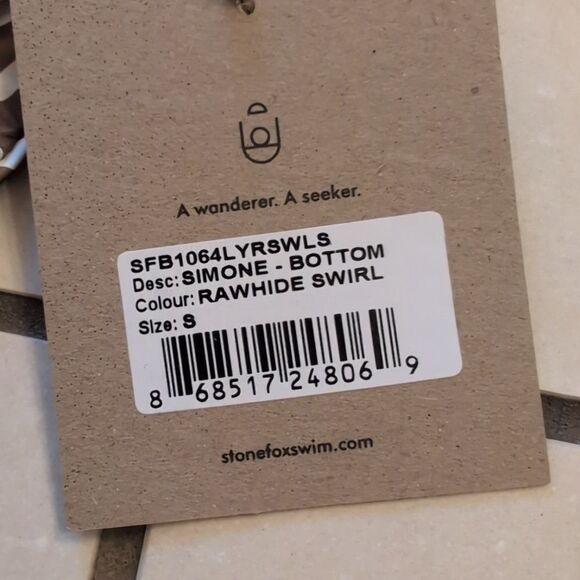 A wanderer. A seeker.
SFB1064LYRSWLS
Desc: SIMONE - BOTTOM
Colour: RAWHIDE SWIRL
Size: S
8 68517 24806 9
stonefoxswim.com